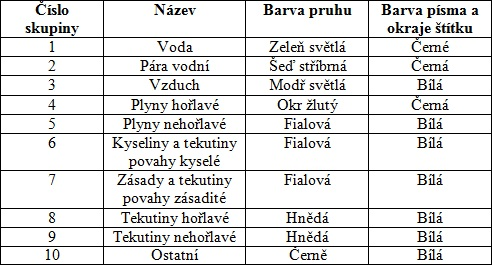 Číslo skupiny Název Barva pruhu Barva písma a okraje štítku
1 Voda Zeleň světlá Černé
2 Pára vodní Šeď stříbrná Černá
3 Vzduch Modř světlá Bílá
4 Plyny hořlavé Okr žlutý Černá
5 Plyny nehořlavé Fialová Bílá
6 Kyseliny a tekutiny povahy kyselé Fialová Bílá
7 Zásady a tekutiny povahy zásadité Fialová Bílá
8 Tekutiny hořlavé Hnědá Bílá
9 Tekutiny nehořlavé Hnědá Bílá
10 Ostatní Černě Bílá